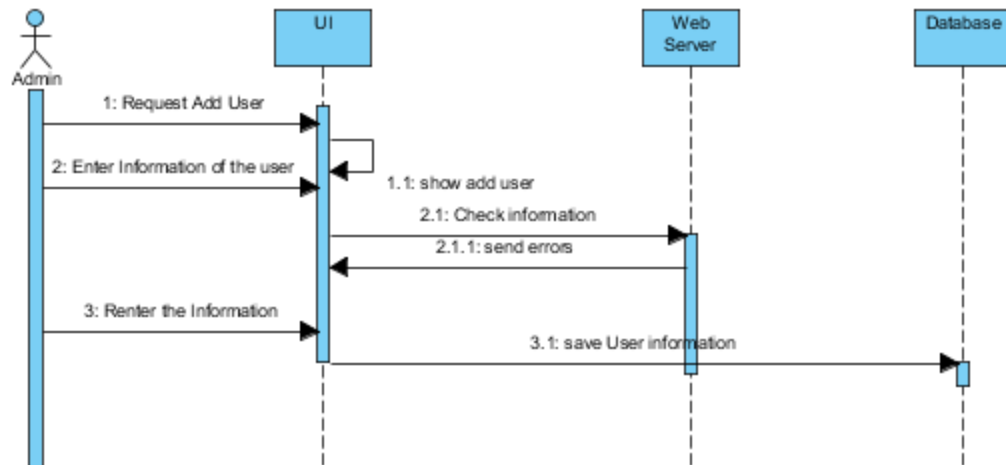 UI
Web
Server
Database
Admin
1: Request Add User
2: Enter Information of the user
1.1: show add user
2.1: Check information
2.1.1: send errors
3: Renter the Information
3.1: save User information